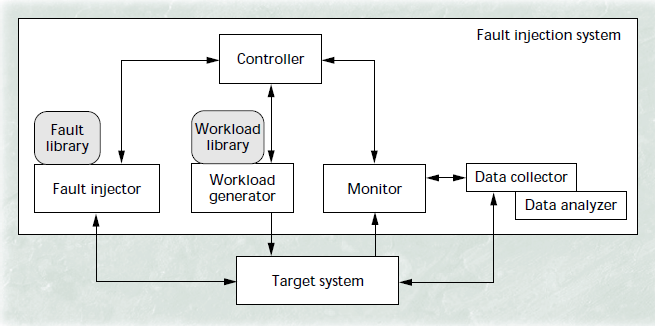 Fault injection system
Controller
Fault
library
Workload
library
Fault injector
Workload
generator
Monitor
Data collector
Data analyzer
Target system